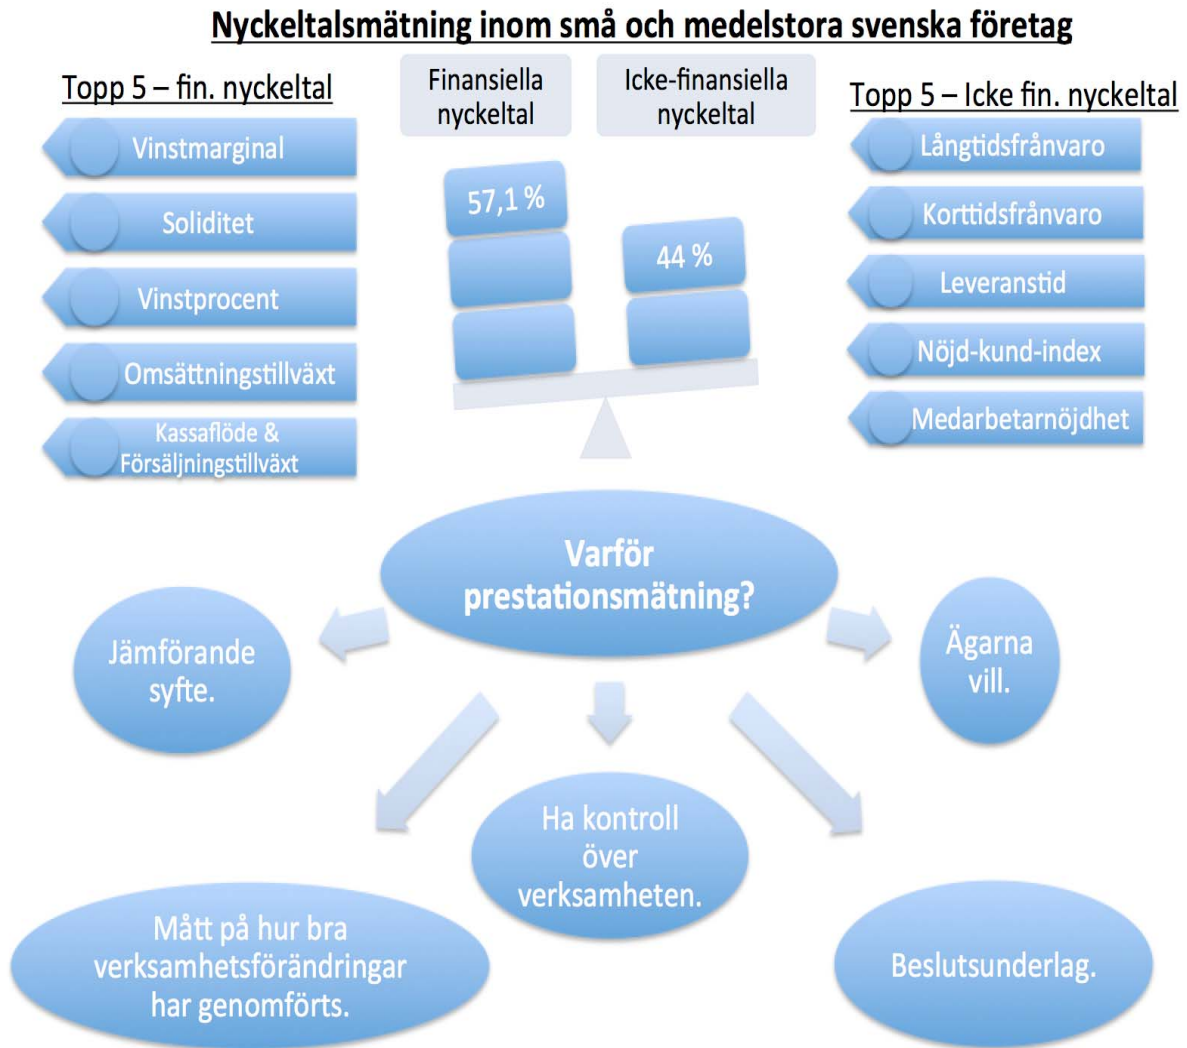 Nyckeltalsmätning inom små och medelstora svenska företag
Topp 5 – fin. nyckeltal
Vinstmarginal
Soliditet
Vinstprocent
Omsättningstillväxt
Kassaflöde &
Försäljningstillväxt
Finansiella
nyckeltal
Icke-finansiella
nyckeltal
57,1 %
44 %
Topp 5 – Icke fin. nyckeltal
Långtidsfrånvaro
Korttidsfrånvaro
Leveranstid
Nöjd-kund-index
Medarbetarnöjdhet
Varför
prestationsmätning?
Jämförande
syfte.
Ägarna
vill.
Ha kontroll
över
verksamheten.
Mått på hur bra
verksamhetsförändringar
har genomförts.
Beslutsunderlag.